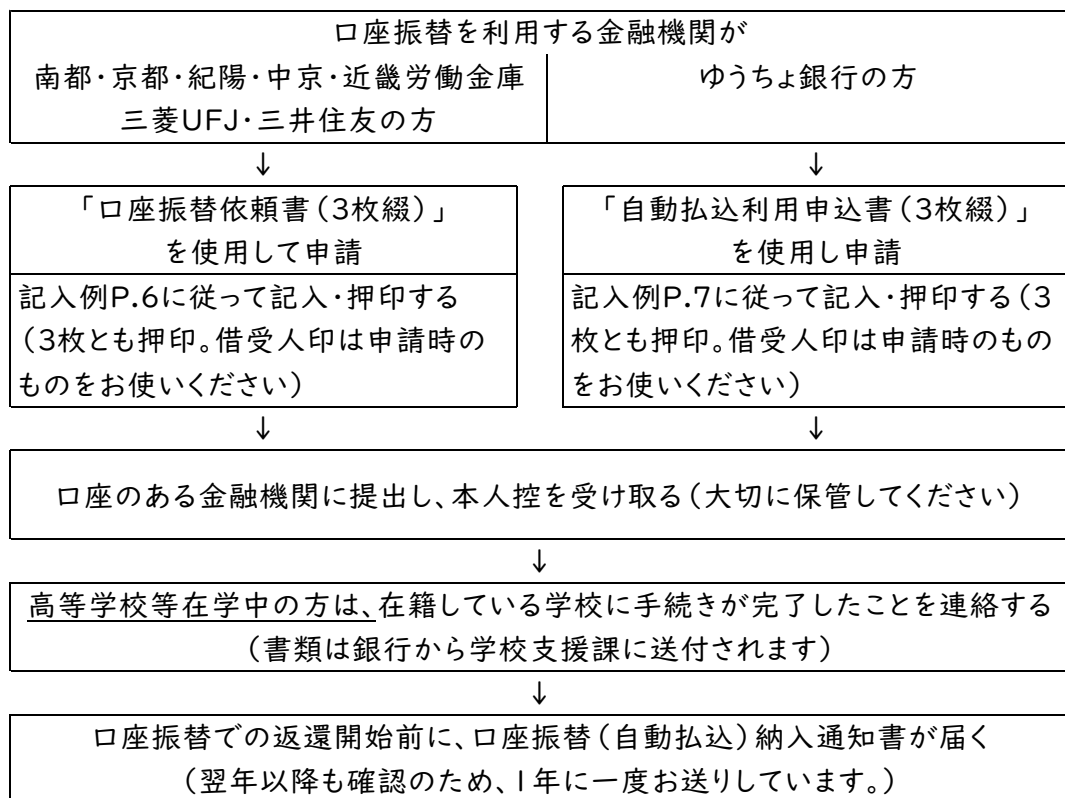 口座振替を利用する金融機関が
南都・京都・紀陽・中京・近畿労働金庫
三菱UFJ・三井住友の方
ゆうちょ銀行の方
↓
↓
「口座振替依頼書(3枚綴)」
を使用して申請
記入例P.6に従って記入・押印する
(3枚とも押印。借受人印は申請時の
ものをお使いください)
「自動払込利用申込書(3枚綴)」
を使用し申請
記入例P.7に従って記入・押印する(3
枚とも押印。借受人印は申請時のもの
をお使いください)
↓
↓
口座のある金融機関に提出し、本人控を受け取る(大切に保管してください)
↓
高等学校等在学中の方は、在籍している学校に手続きが完了したことを連絡する
(書類は銀行から学校支援課に送付されます)
↓
口座振替での返還開始前に、口座振替(自動払込)納入通知書が届く
(翌年以降も確認のため、1年に一度お送りしています。)